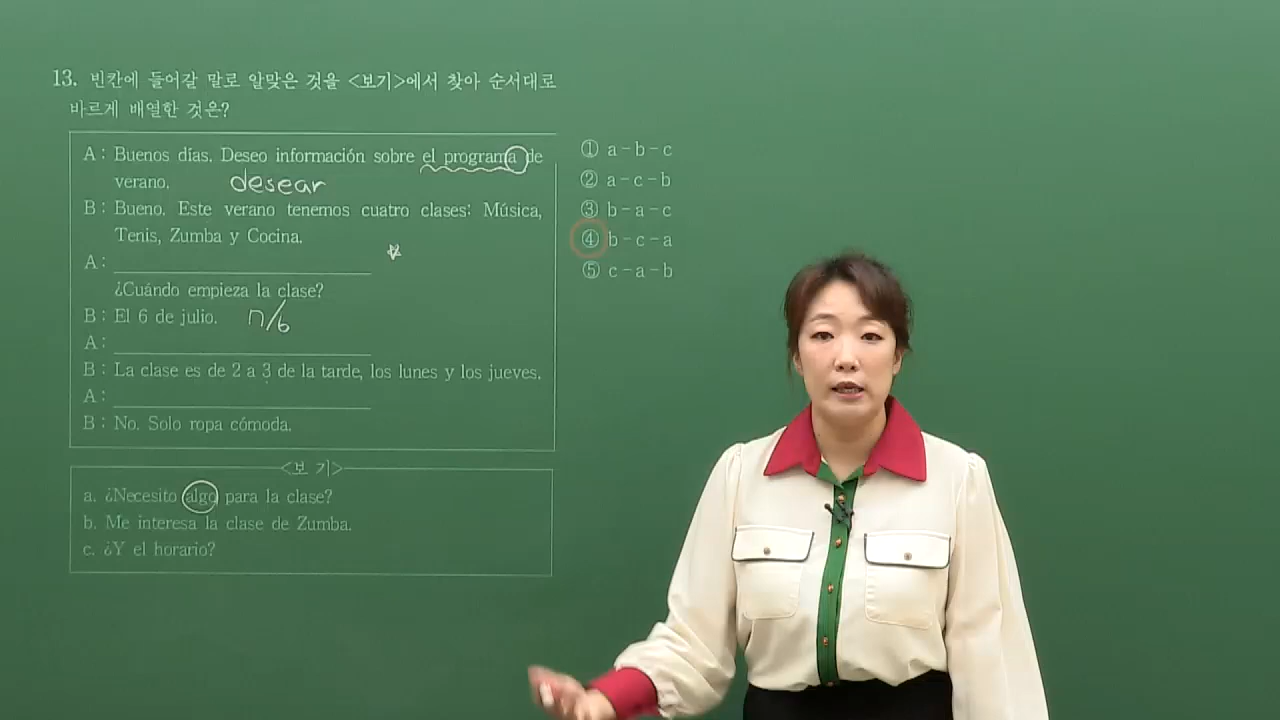 13. 빈칸에 들어갈 말로 알맞은 것을 <보기>에서 찾아 순서대로
바르게 배열한 것은?
A: Buenos días. Deseo información sobre el programa de
verano. desear
B: Bueno. Este verano tenemos cuatro clases: Música,
Tenis, Zumba y Cocina.
A:
¿Cuándo empieza la clase?
B: El 6 de julio. n/6
A:
B: La clase es de 2 a 3 de la tarde, los lunes y los jueves.
A:
B: No. Solo ropa cómoda.
<보 기>
a. ¿Necesito algo para la clase?
b. Me interesa la clase de Zumba.
c. ¿Y el horario?
① a-b-c
② a-c-b
③ b-a-c
④ b-c-a
⑤ c-a-b